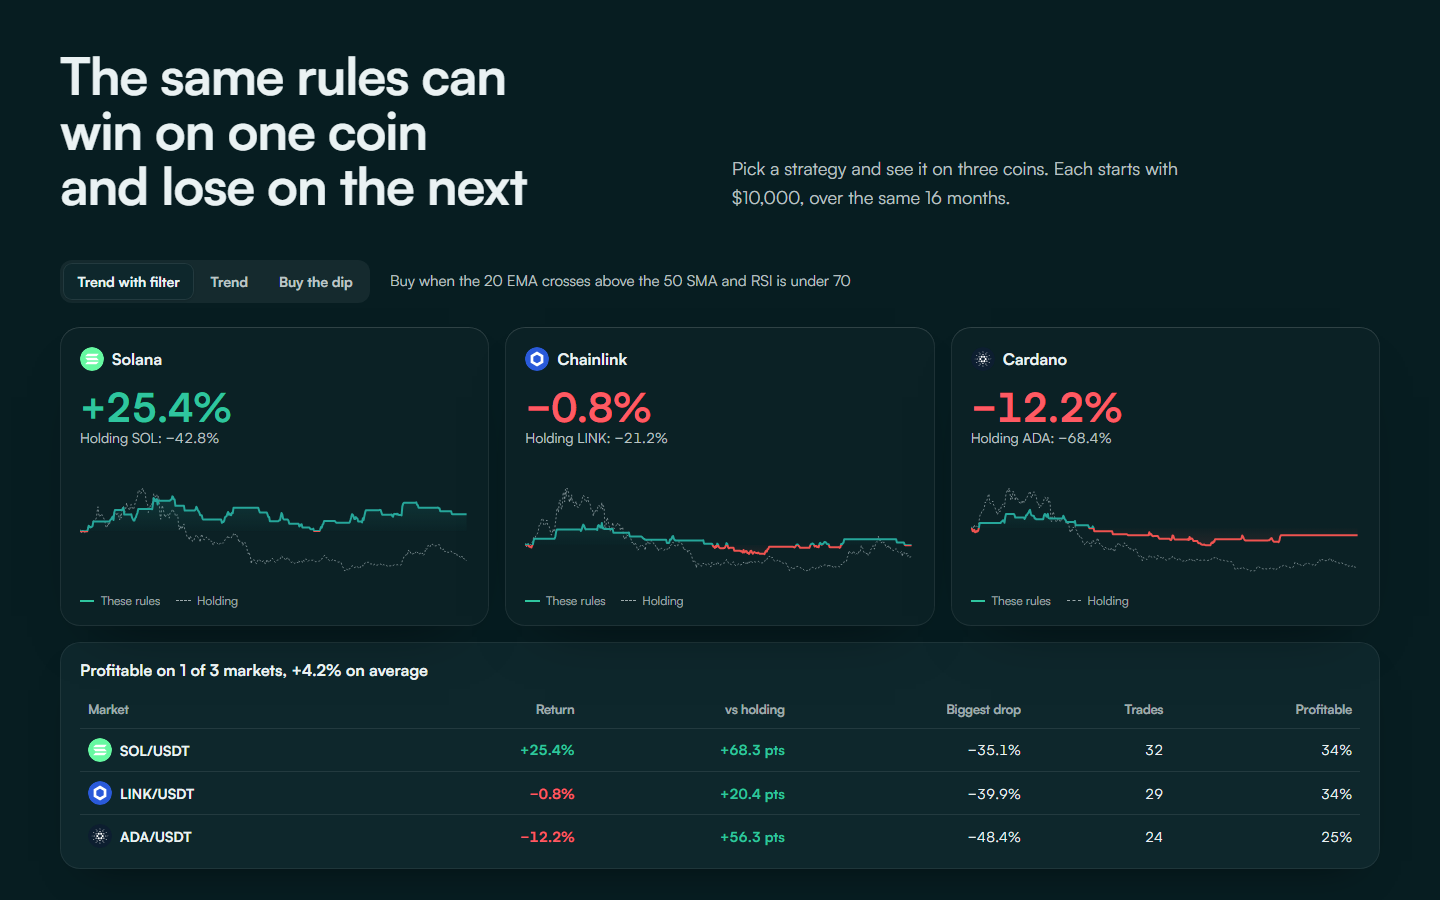 The same rules can
win on one coin
and lose on the next
Pick a strategy and see it on three coins. Each starts with
$10,000, over the same 16 months.
Trend with filter
Trend
Buy the dip
Buy when the 20 EMA crosses above the 50 SMA and RSI is under 70
Solana
+25.4%
Holding SOL: −42.8%
These rules
Holding
Chainlink
−0.8%
Holding LINK: −21.2%
These rules
Holding
Cardano
−12.2%
Holding ADA: −68.4%
These rules
Holding
Profitable on 1 of 3 markets, +4.2% on average
Market Return vs holding Biggest drop Trades Profitable
SOL/USDT +25.4% +68.3 pts −35.1% 32 34%
LINK/USDT −0.8% +20.4 pts −39.9% 29 34%
ADA/USDT −12.2% +56.3 pts −48.4% 24 25%